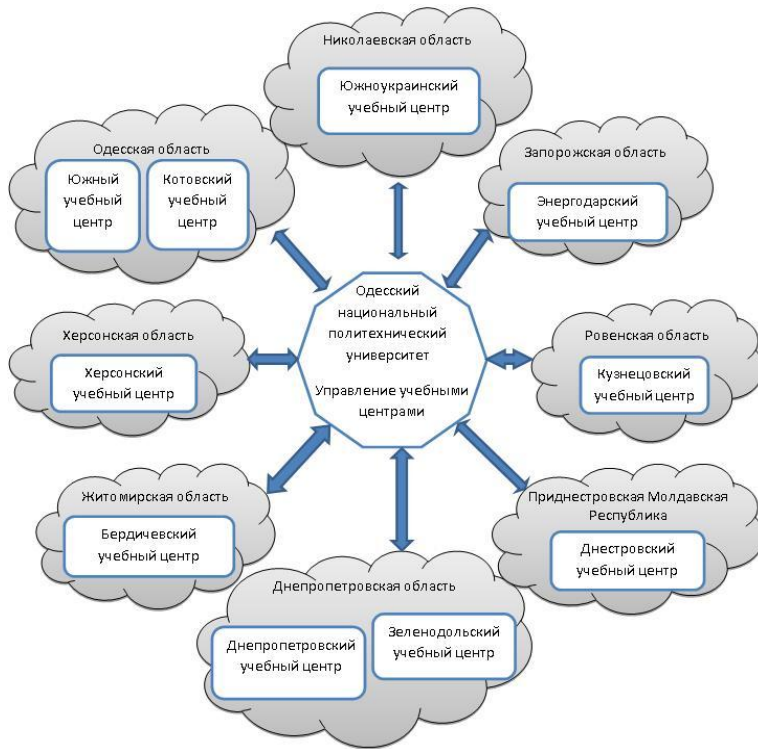 Николаевская область
Южноукраинский
учебный центр
Одесская область
Южный
учебный
центр
Котовский
учебный
центр
Запорожская область
Энергодарский
учебный центр
Одесский
национальный
политехнический
университет
Управление учебными
центрами
Херсонская область
Херсонский
учебный центр
Ровенская область
Кузнецовский
учебный центр
Житомирская область
Бердичевский
учебный центр
Приднестровская Молдавская
Республика
Днестровский
учебный центр
Днепропетровская область
Днепропетровский
учебный центр
Зеленодольский
учебный центр